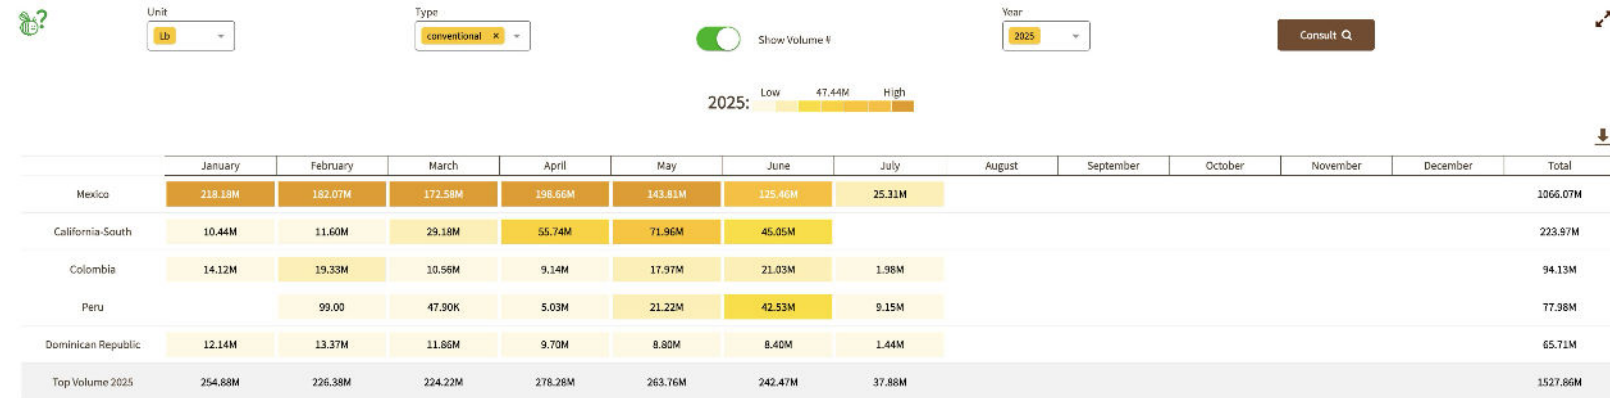 Unit Type Year
Lb conventional × Show Volume # 2025 Consult
2025: Low 47.44M High
January February March April May June July August September October November December Total
Mexico 218.18M 182.07M 172.58M 198.66M 143.81M 125.46M 25.31M 1066.07M
California-South 10.44M 11.60M 29.18M 55.74M 71.96M 45.05M 223.97M
Colombia 14.12M 19.33M 10.56M 9.14M 17.97M 21.03M 1.98M 94.13M
Peru 99.00 47.90K 5.03M 21.22M 42.53M 9.15M 77.98M
Dominican Republic 12.14M 13.37M 11.86M 9.70M 8.80M 8.40M 1.44M 65.71M
Top Volume 2025 254.88M 226.38M 224.22M 278.28M 263.76M 242.47M 37.88M 1527.86M